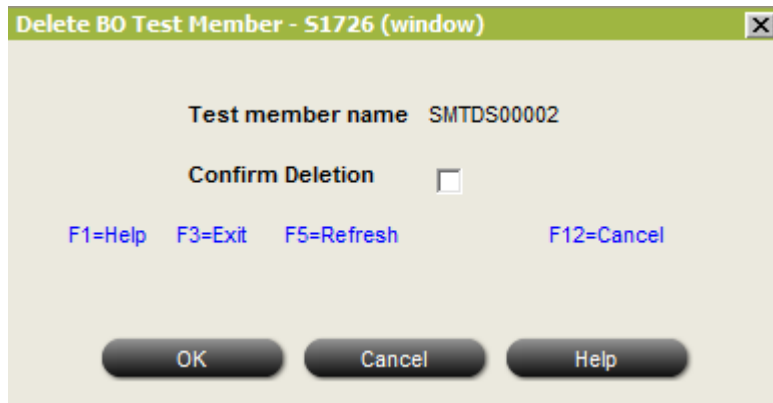 Delete BO Test Member - S1726 (window)
Test member name SMTDS00002
Confirm Deletion
F1=Help F3=Exit F5=Refresh F12=Cancel
OK Cancel Help